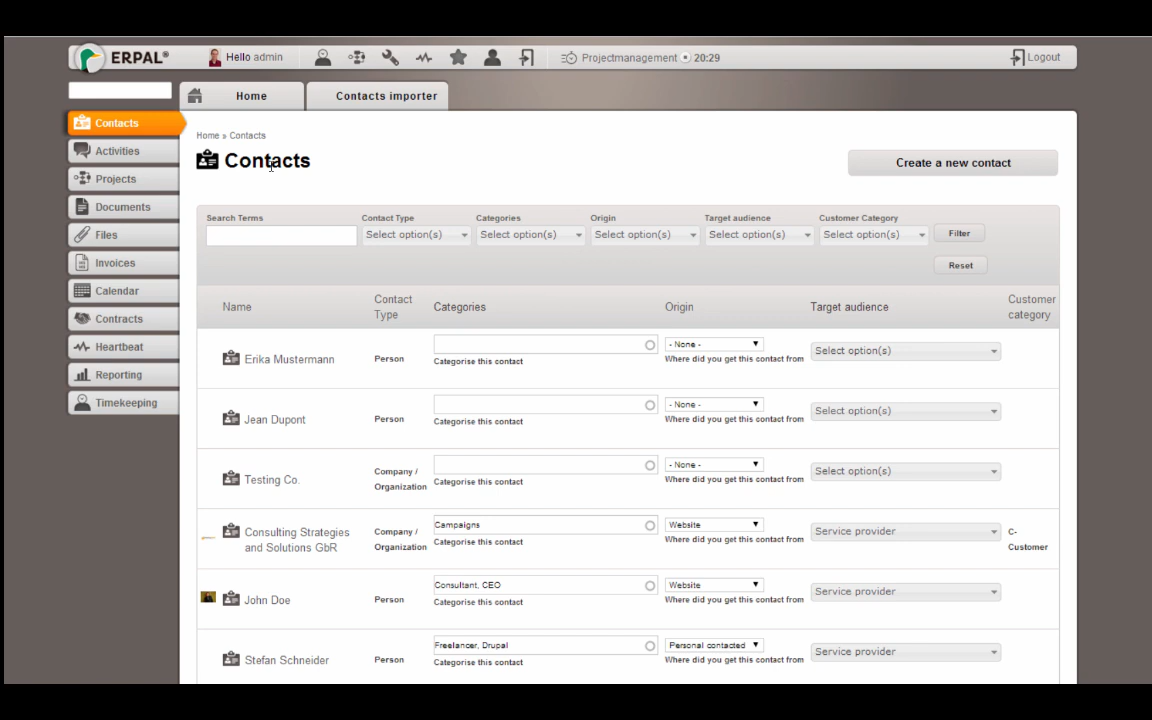 ERPAL®
Hello admin
Projectmanagement 20:29
Logout
Home
Contacts importer
Contacts
Activities
Projects
Documents
Files
Invoices
Calendar
Contracts
Heartbeat
Reporting
Timekeeping
Home » Contacts
Contacts
Create a new contact
Search Terms
Contact Type
Categories
Origin
Target audience
Customer Category
Select option(s)
Select option(s)
Select option(s)
Select option(s)
Select option(s)
Filter
Reset
Name
Contact
Type
Categories
Origin
Target audience
Customer
category
Erika Mustermann
Person
Categorise this contact
- None -
Where did you get this contact from
Select option(s)
Jean Dupont
Person
Categorise this contact
- None -
Where did you get this contact from
Select option(s)
Testing Co.
Company /
Organization
Categorise this contact
- None -
Where did you get this contact from
Select option(s)
Consulting Strategies
and Solutions GbR
Company /
Organization
Campaigns
Categorise this contact
Website
Where did you get this contact from
Service provider
C-
Customer
John Doe
Person
Consultant, CEO
Categorise this contact
Website
Where did you get this contact from
Service provider
Stefan Schneider
Person
Freelancer, Drupal
Categorise this contact
Personal contacted
Where did you get this contact from
Service provider